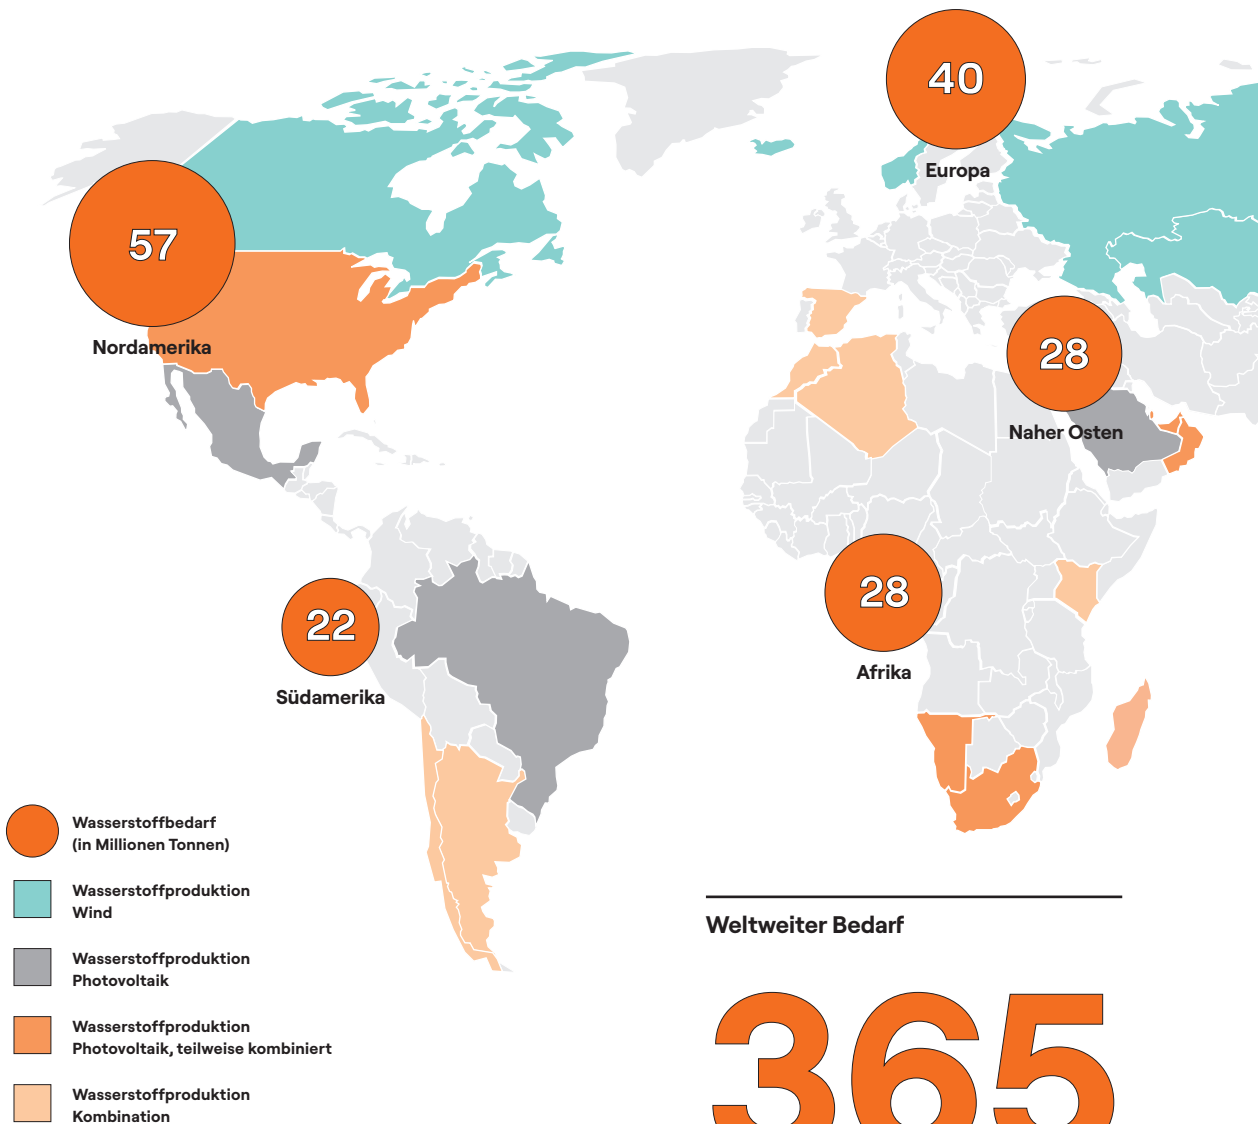 40
Europa
57
Nordamerika
28
Naher Osten
28
Afrika
22
Südamerika
Wasserstoffbedarf
(in Millionen Tonnen)
Wasserstoffproduktion
Wind
Wasserstoffproduktion
Photovoltaik
Wasserstoffproduktion
Photovoltaik, teilweise kombiniert
Wasserstoffproduktion
Kombination
Weltweiter Bedarf
365